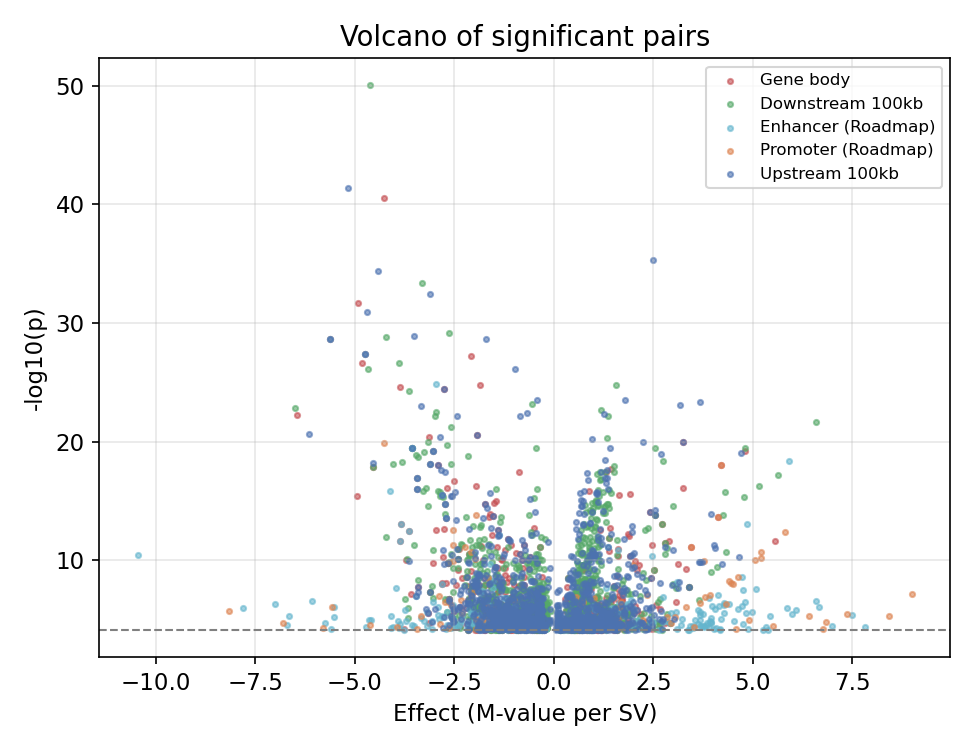 Volcano of significant pairs
50
40
30
20
10
-log10(p)
Gene body
Downstream 100kb
Enhancer (Roadmap)
Promoter (Roadmap)
Upstream 100kb
−10.0 −7.5 −5.0 −2.5 0.0 2.5 5.0 7.5
Effect (M-value per SV)